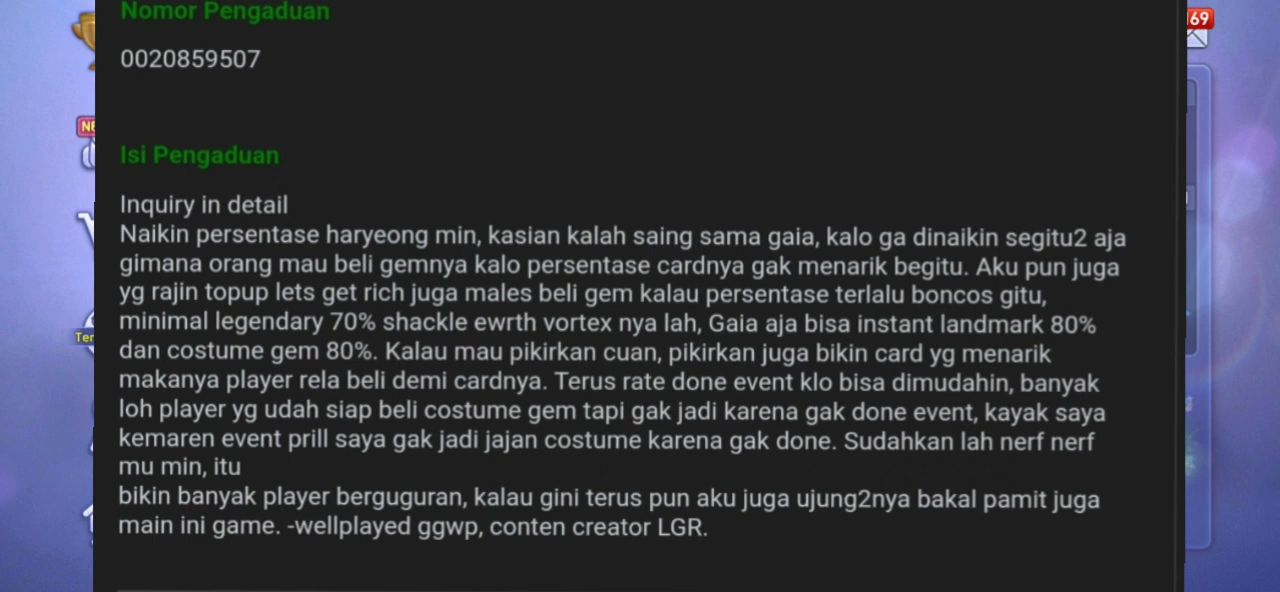 Nomor Pengaduan
69
0020859507
Isi Pengaduan
Inquiry in detail
Naikin persentase haryeong min, kasian kalah saing sama gaia, kalo ga dinaikin segitu2 aja
gimana orang mau beli gemnya kalo persentase cardnya gak menarik begitu. Aku pun juga
yg rajin topup lets get rich juga males beli gem kalau persentase terlalu boncos gitu,
minimal legendary 70% shackle ewrth vortex nya lah, Gaia aja bisa instant landmark 80%
dan costume gem 80%. Kalau mau pikirkan cuan, pikirkan juga bikin card yg menarik
makanya player rela beli demi cardnya. Terus rate done event klo bisa dimudahin, banyak
loh player yg udah siap beli costume gem tapi gak jadi karena gak done event, kayak saya
kemaren event prill saya gak jadi jajan costume karena gak done. Sudahkan lah nerf nerf
mu min, itu
bikin banyak player berguguran, kalau gini terus pun aku juga ujung2nya bakal pamit juga
main ini game. -wellplayed ggwp, conten creator LGR.